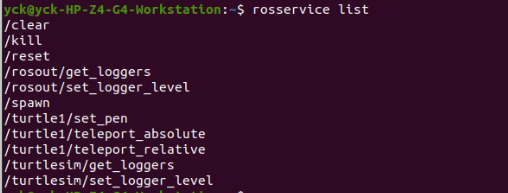 yck@yck-HP-Z4-G4-Workstation:~$ rosservice list
/clear
/kill
/reset
/rosout/get_loggers
/rosout/set_logger_level
/spawn
/turtle1/set_pen
/turtle1/teleport_absolute
/turtle1/teleport_relative
/turtlesim/get_loggers
/turtlesim/set_logger_level